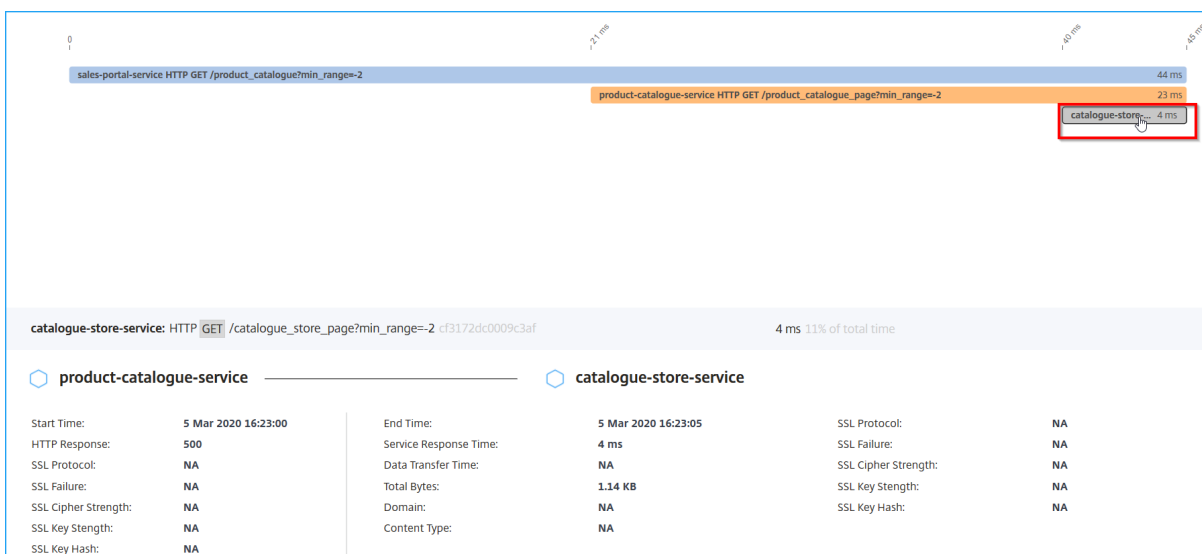 0 21 ms 40 ms 45 ms
sales-portal-service HTTP GET /product_catalogue?min_range=-2 44 ms
product-catalogue-service HTTP GET /product_catalogue_page?min_range=-2 23 ms
catalogue-store-... 4 ms
catalogue-store-service: HTTP GET /catalogue_store_page?min_range=-2 cf3172dc0009c3af 4 ms 11% of total time
product-catalogue-service catalogue-store-service
Start Time: 5 Mar 2020 16:23:00 End Time: 5 Mar 2020 16:23:05 SSL Protocol: NA
HTTP Response: 500 Service Response Time: 4 ms SSL Failure: NA
SSL Protocol: NA Data Transfer Time: NA SSL Cipher Strength: NA
SSL Failure: NA Total Bytes: 1.14 KB SSL Key Stength: NA
SSL Cipher Strength: NA Domain: NA SSL Key Hash: NA
SSL Key Stength: NA Content Type: NA
SSL Key Hash: NA